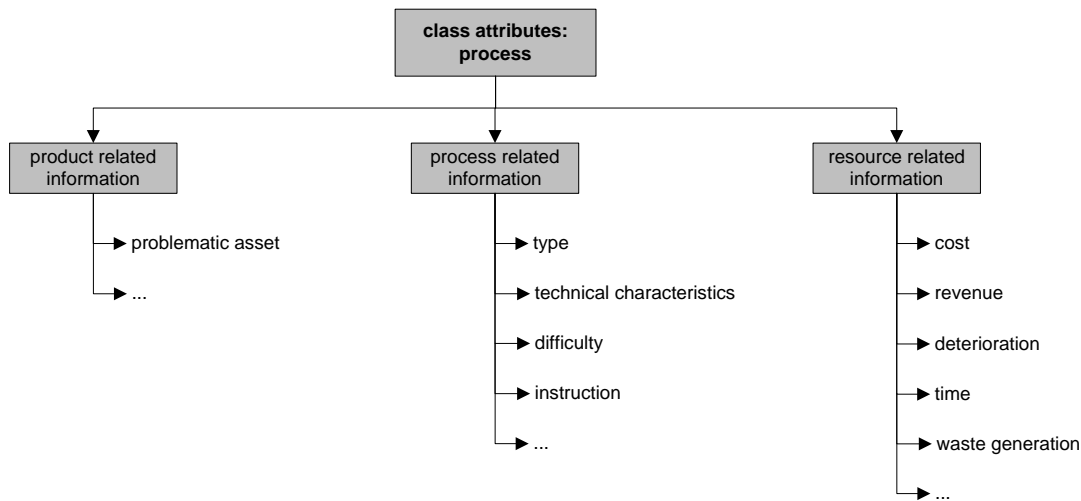 class attributes:
process
product related
information
process related
information
resource related
information
problematic asset
...
type
technical characteristics
difficulty
instruction
...
cost
revenue
deterioration
time
waste generation
...